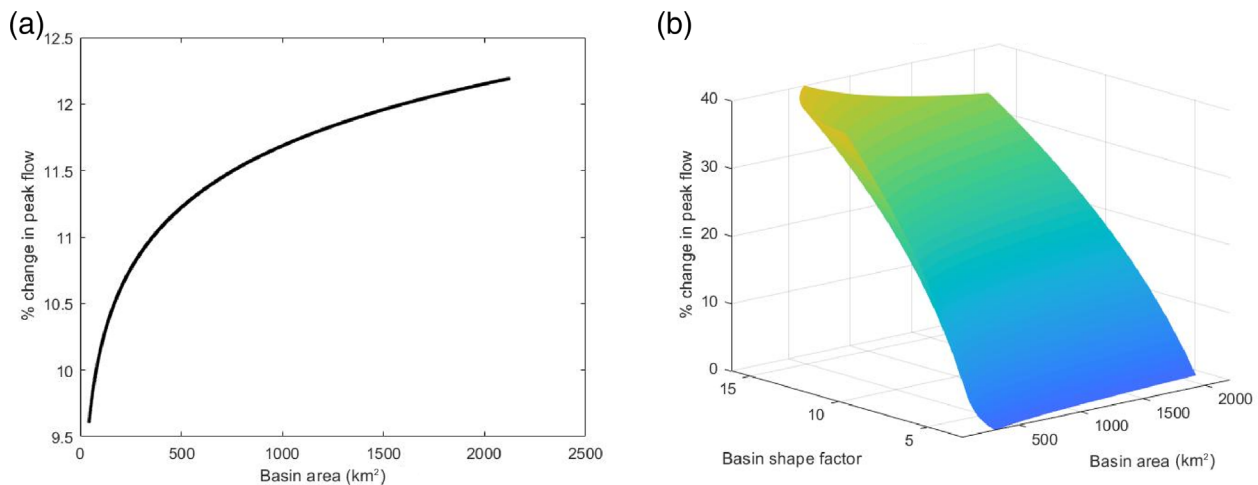 (a)
12.5
12
11.5
11
10.5
10
9.5
% change in peak flow
0 500 1000 1500 2000 2500
Basin area (km²)
(b)
40
30
20
10
0
% change in peak flow
15
10
5
Basin shape factor
500
1000
1500
2000
Basin area (km²)